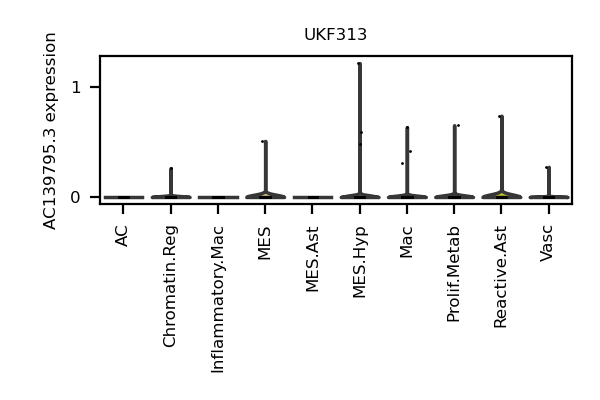 UKF313
AC139795.3 expression
1
0
AC
Chromatin.Reg
Inflammatory.Mac
MES
MES.Ast
MES.Hyp
Mac
Prolif.Metab
Reactive.Ast
Vasc